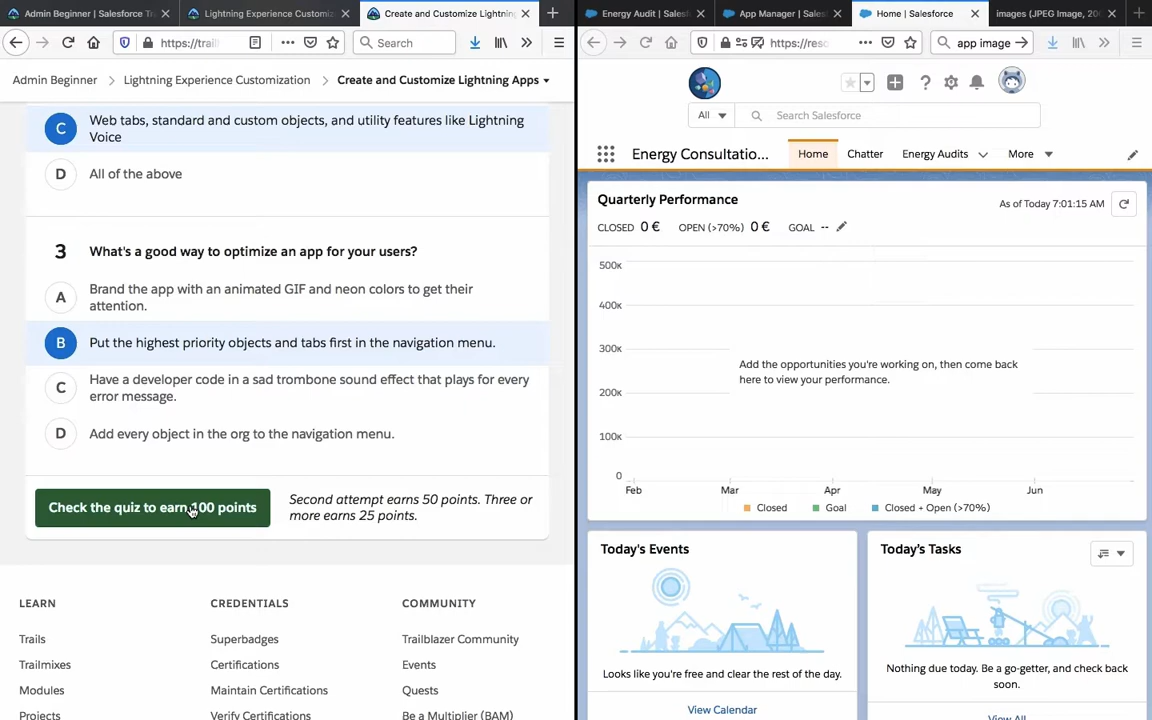 Admin Beginner | Salesforce Tr
Lightning Experience Customiz
Create and Customize Lightning
https://trail
Search
Admin Beginner
Lightning Experience Customization
Create and Customize Lightning Apps
C
Web tabs, standard and custom objects, and utility features like Lightning
Voice
D
All of the above
3
What's a good way to optimize an app for your users?
A
Brand the app with an animated GIF and neon colors to get their
attention.
B
Put the highest priority objects and tabs first in the navigation menu.
C
Have a developer code in a sad trombone sound effect that plays for every
error message.
D
Add every object in the org to the navigation menu.
Check the quiz to earn 100 points
Second attempt earns 50 points. Three or
more earns 25 points.
LEARN
CREDENTIALS
COMMUNITY
Trails
Superbadges
Trailblazer Community
Trailmixes
Certifications
Events
Modules
Maintain Certifications
Quests
Projects
Verify Certifications
Be a Multiplier (BAM)
Energy Audit | Salesf
App Manager | Salesf
Home | Salesforce
images (JPEG Image, 200
https://reso
app image
All
Search Salesforce
Energy Consultatio...
Home
Chatter
Energy Audits
More
Quarterly Performance
As of Today 7:01:15 AM
CLOSED 0 € OPEN (>70%) 0 € GOAL --
500K
400K
300K
Add the opportunities you're working on, then come back
here to view your performance.
200K
100K
0
Feb Mar Apr May Jun
Closed Goal Closed + Open (>70%)
Today's Events
Today's Tasks
Looks like you're free and clear the rest of the day.
Nothing due today. Be a go-getter, and check back
soon.
View Calendar
View All